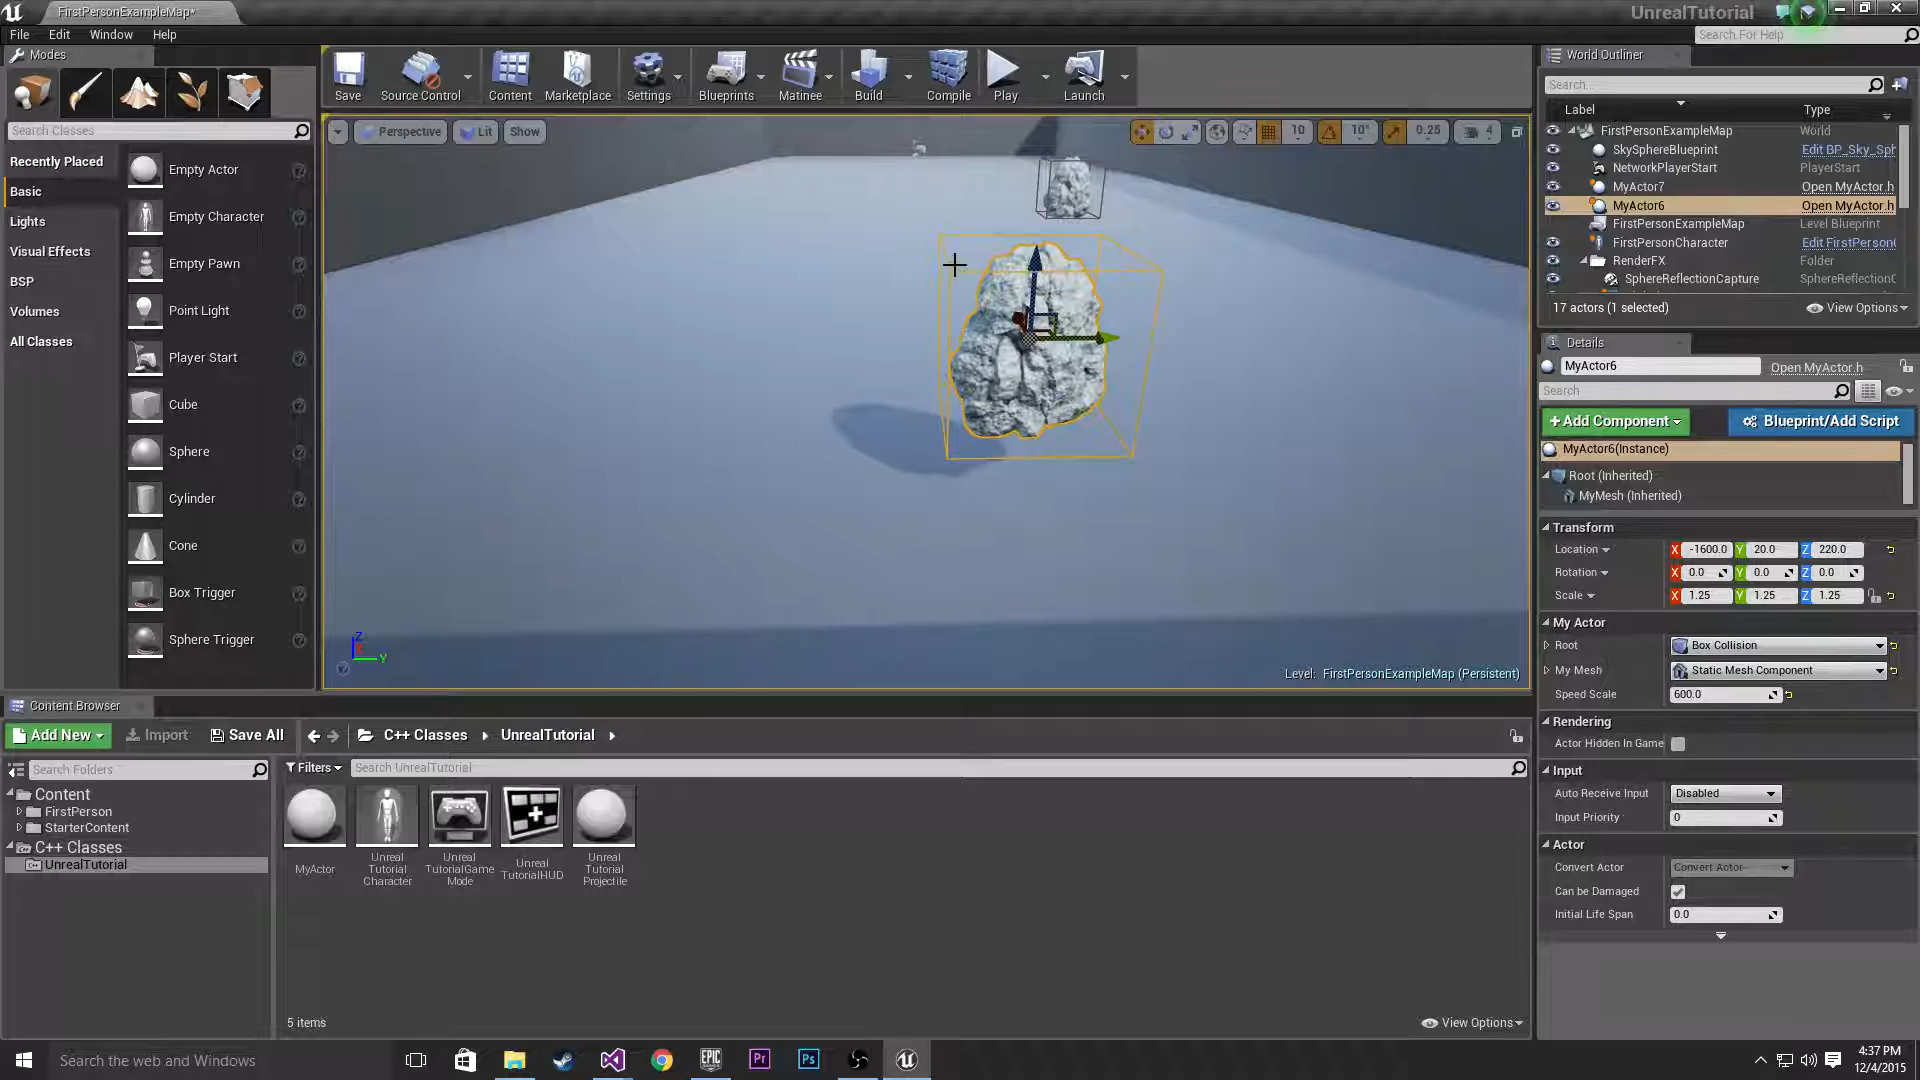 FirstPersonExampleMap*
UnrealTutorial
File Edit Window Help
Search For Help
Modes
Search Classes
Recently Placed
Basic
Lights
Visual Effects
BSP
Volumes
All Classes
Empty Actor
Empty Character
Empty Pawn
Point Light
Player Start
Cube
Sphere
Cylinder
Cone
Box Trigger
Sphere Trigger
Save Source Control Content Marketplace Settings Blueprints Matinee Build Compile Play Launch
Perspective Lit Show
10 10° 0.25 4
Z
X
Y
Level: FirstPersonExampleMap (Persistent)
World Outliner
Search...
Label Type
FirstPersonExampleMap World
SkySphereBlueprint Edit BP_Sky_Sph
NetworkPlayerStart PlayerStart
MyActor7 Open MyActor.h
MyActor6 Open MyActor.h
FirstPersonExampleMap Level Blueprint
FirstPersonCharacter Edit FirstPerson
RenderFX Folder
SphereReflectionCapture SphereReflectionC
17 actors (1 selected) View Options
Details
MyActor6 Open MyActor.h
Search
+Add Component Blueprint/Add Script
MyActor6(Instance)
Root (Inherited)
MyMesh (Inherited)
Transform
Location X -1600.0 Y 20.0 Z 220.0
Rotation X 0.0 Y 0.0 Z 0.0
Scale X 1.25 Y 1.25 Z 1.25
My Actor
Root Box Collision
My Mesh Static Mesh Component
Speed Scale 600.0
Rendering
Actor Hidden In Game
Input
Auto Receive Input Disabled
Input Priority 0
Actor
Convert Actor Convert Actor
Can be Damaged
Initial Life Span 0.0
Content Browser
Add New Import Save All C++ Classes UnrealTutorial
Search Folders
Filters Search UnrealTutorial
Content
FirstPerson
StarterContent
C++ Classes
UnrealTutorial
MyActor
Unreal
Tutorial
Character
Unreal
TutorialGame
Mode
Unreal
TutorialHUD
Unreal
Tutorial
Projectile
5 items View Options
Search the web and Windows
EPIC
Pr
Ps
4:37 PM
12/4/2015